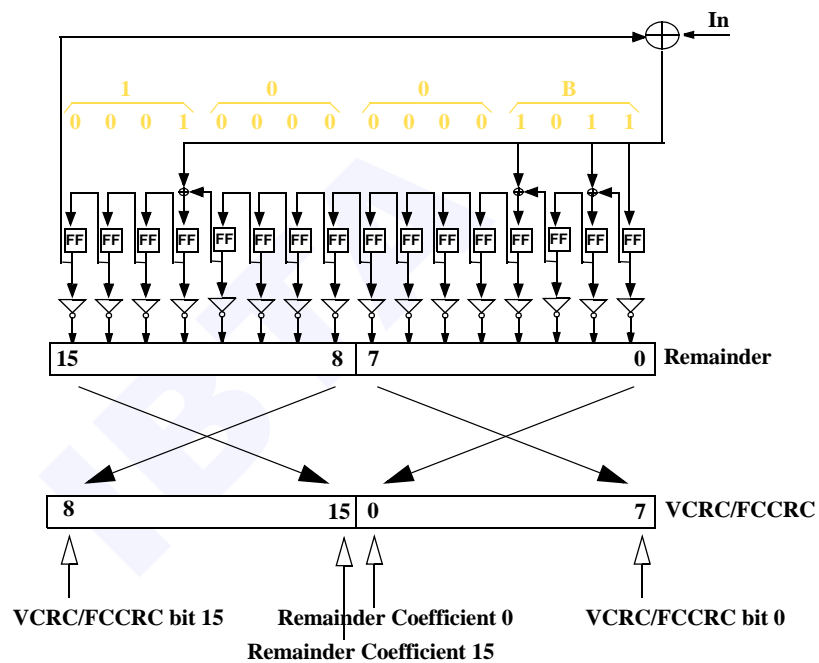 In
1 0 0 B
0 0 0 1 0 0 0 0 0 0 0 0 1 0 1 1
FF FF FF FF FF FF FF FF FF FF FF FF FF FF FF FF
15 8 7 0 Remainder
8 15 0 7 VCRC/FCCRC
VCRC/FCCRC bit 15 Remainder Coefficient 0 VCRC/FCCRC bit 0
Remainder Coefficient 15
IBTA